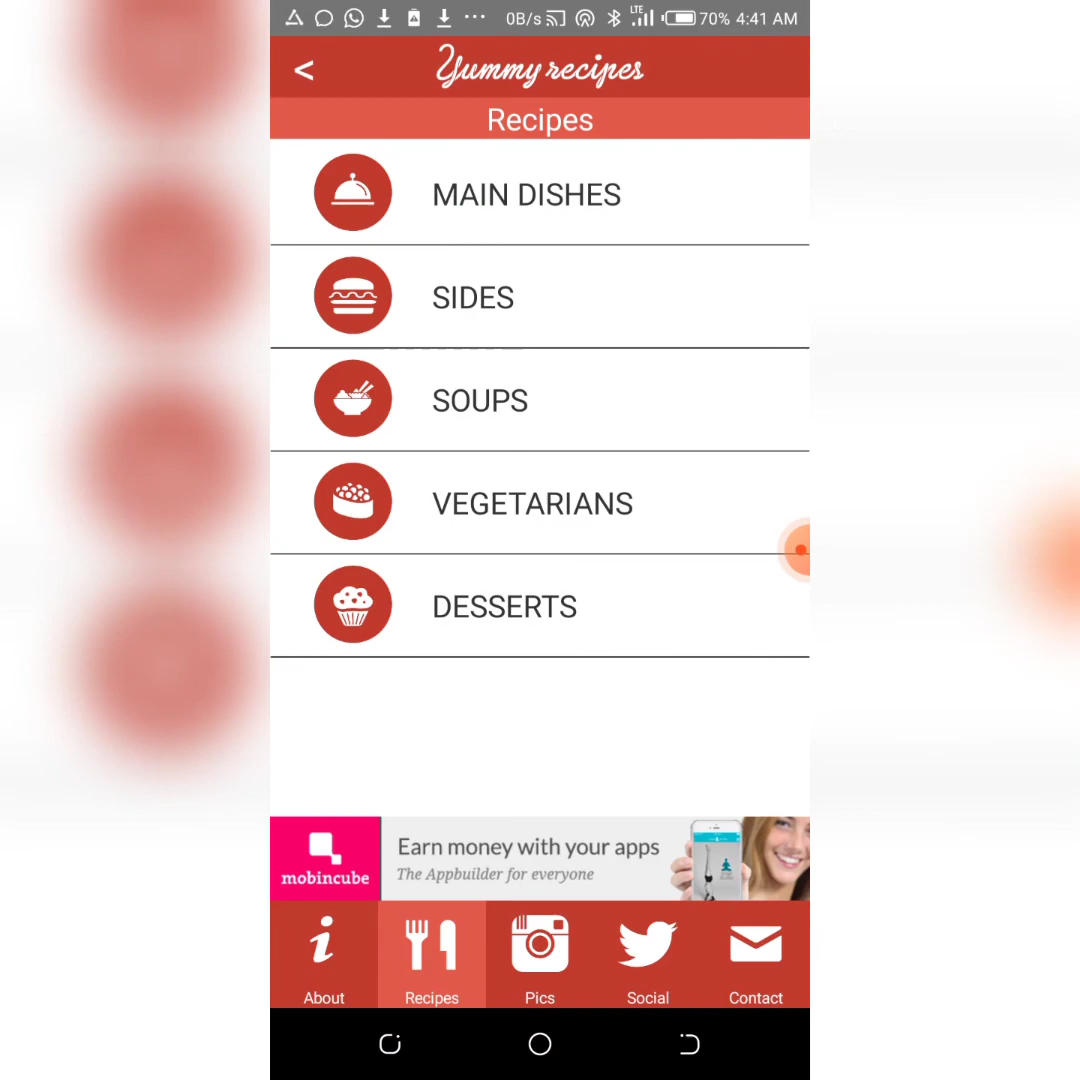 0B/s LTE 70% 4:41 AM
<
Yummy recipes
Recipes
MAIN DISHES
SIDES
SOUPS
VEGETARIANS
DESSERTS
mobincube
Earn money with your apps
The Appbuilder for everyone
About Recipes Pics Social Contact